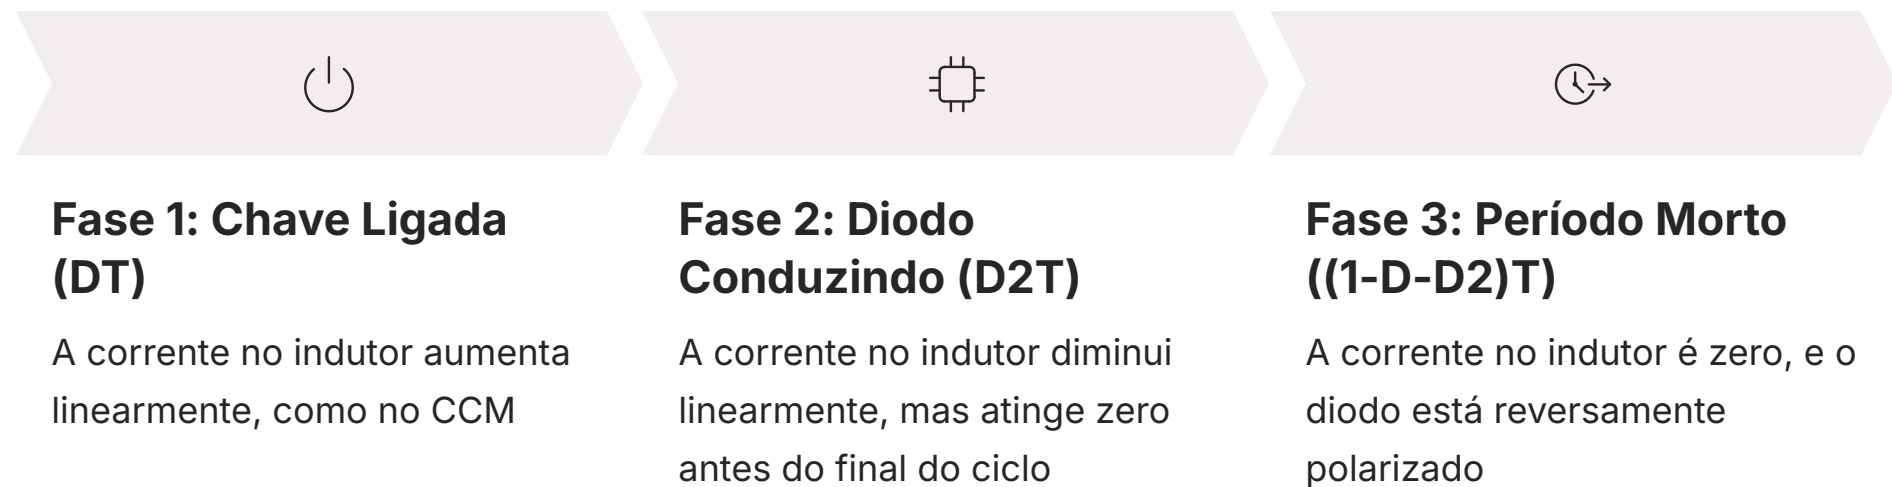 Fase 1: Chave Ligada
(DT)
A corrente no indutor aumenta
linearmente, como no CCM
Fase 2: Diodo
Conduzindo (D2T)
A corrente no indutor diminui
linearmente, mas atinge zero
antes do final do ciclo
Fase 3: Período Morto
((1-D-D2)T)
A corrente no indutor é zero, e o
diodo está reversamente
polarizado